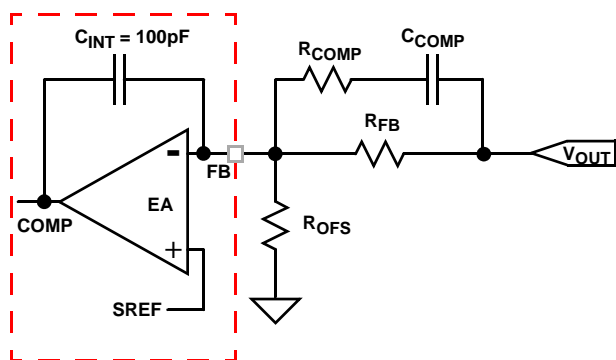 C_INT = 100pF
R_COMP
C_COMP
R_FB
-
FB
V_OUT
EA
COMP
R_OFS
+
SREF